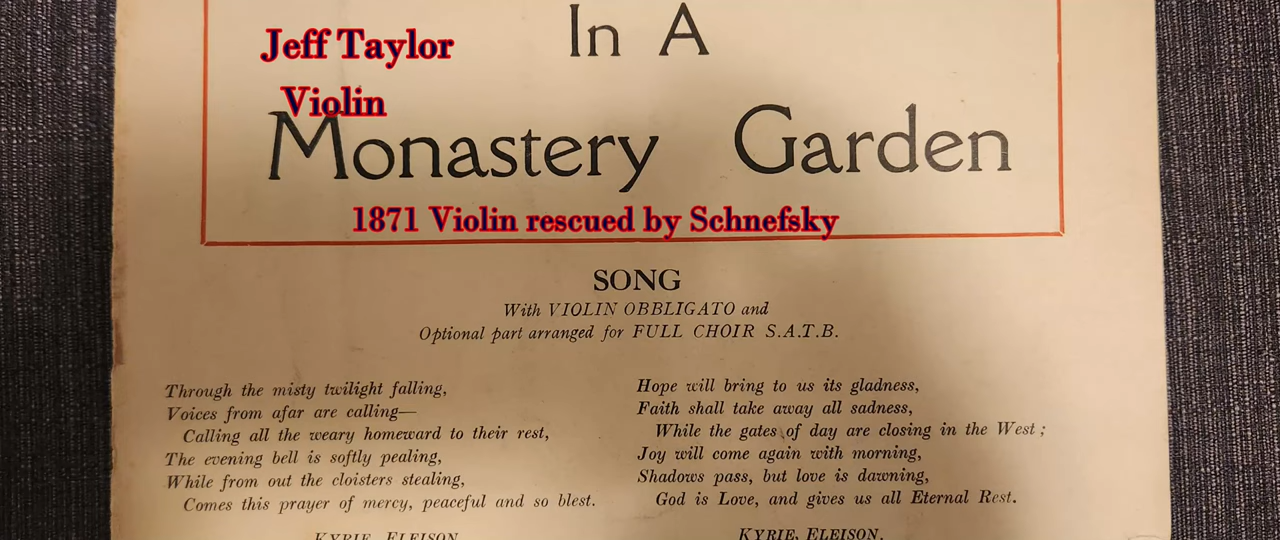 In A
Jeff Taylor
Violin
Monastery Garden
1871 Violin rescued by Schnefsky
SONG
With VIOLIN OBBLIGATO and
Optional part arranged for FULL CHOIR S.A.T.B.
Through the misty twilight falling,
Voices from afar are calling—
Calling all the weary homeward to their rest,
The evening bell is softly pealing,
While from out the cloisters stealing,
Comes this prayer of mercy, peaceful and so blest.
KYRIE, ELEISON
Hope will bring to us its gladness,
Faith shall take away all sadness,
While the gates of day are closing in the West ;
Joy will come again with morning,
Shadows pass, but love is dawning,
God is Love, and gives us all Eternal Rest.
KYRIE, ELEISON.